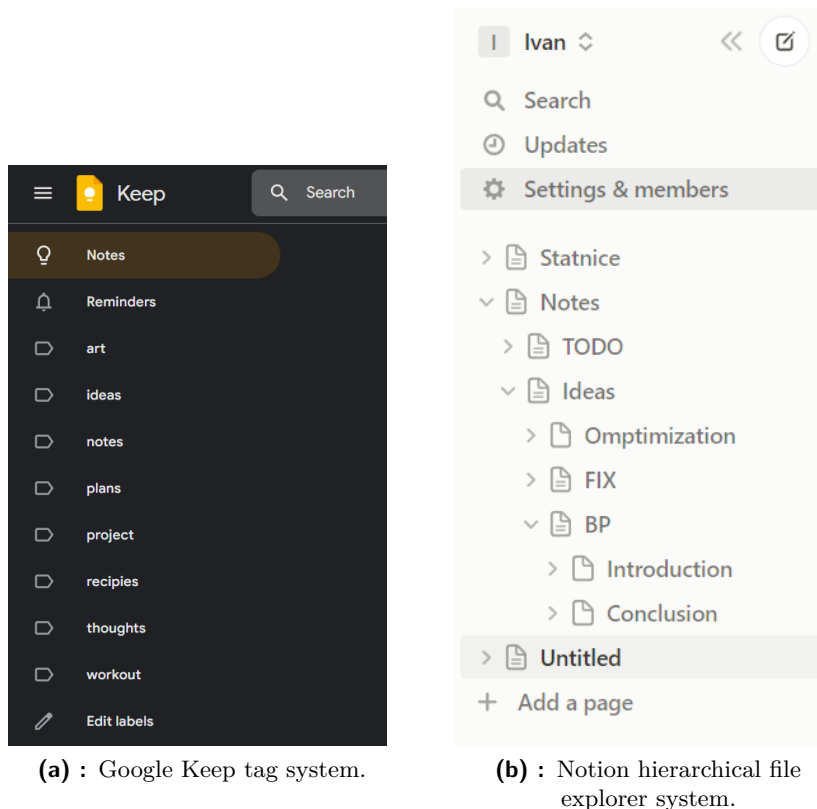 Keep
Search
Notes
Reminders
art
ideas
notes
plans
project
recipies
thoughts
workout
Edit labels
(a) : Google Keep tag system.
I Ivan
Search
Updates
Settings & members
Statnice
Notes
TODO
Ideas
Omptimization
FIX
BP
Introduction
Conclusion
Untitled
+ Add a page
(b) : Notion hierarchical file
explorer system.